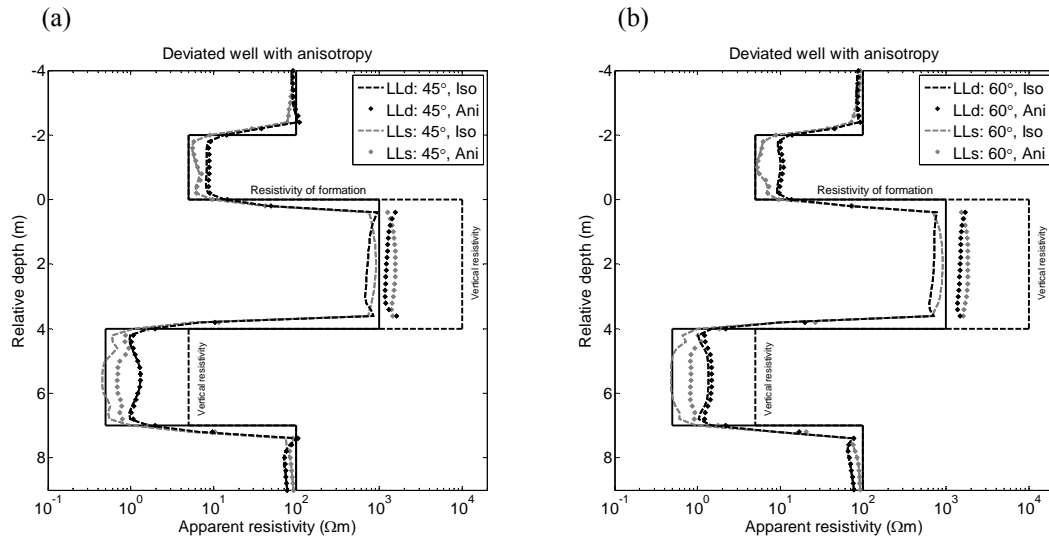 (a)
Deviated well with anisotropy
-4
-2
0
2
4
6
8
Relative depth (m)
LLd: 45°, Iso
LLd: 45°, Ani
LLs: 45°, Iso
LLs: 45°, Ani
Resistivity of formation
Vertical resistivity
Vertical resistivity
10⁻¹ 10⁰ 10¹ 10² 10³ 10⁴
Apparent resistivity (Ωm)
(b)
Deviated well with anisotropy
-4
-2
0
2
4
6
8
Relative depth (m)
LLd: 60°, Iso
LLd: 60°, Ani
LLs: 60°, Iso
LLs: 60°, Ani
Resistivity of formation
Vertical resistivity
Vertical resistivity
10⁻¹ 10⁰ 10¹ 10² 10³ 10⁴
Apparent resistivity (Ωm)